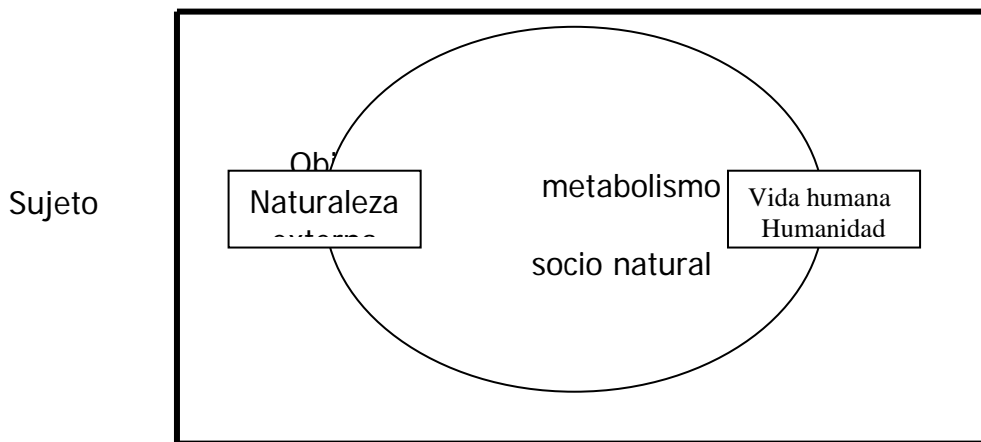 Sujeto
Naturaleza
metabolismo
socio natural
Vida humana
Humanidad